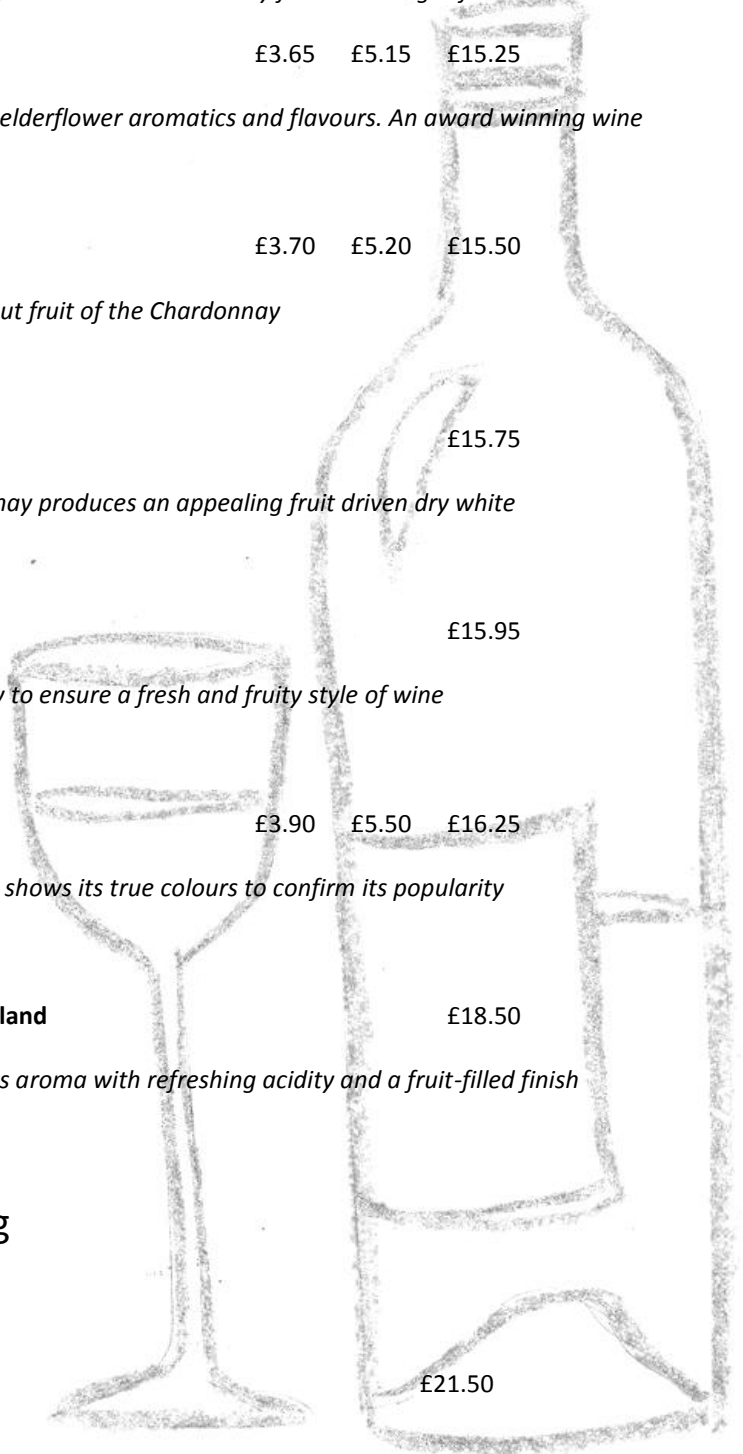 £3.65 £5.15 £15.25
elderflower aromatics and flavours. An award winning wine
£3.70 £5.20 £15.50
ut fruit of the Chardonnay
£15.75
nay produces an appealing fruit driven dry white
£15.95
to ensure a fresh and fruity style of wine
£3.90 £5.50 £16.25
shows its true colours to confirm its popularity
land £18.50
s aroma with refreshing acidity and a fruit-filled finish
g
£21.50